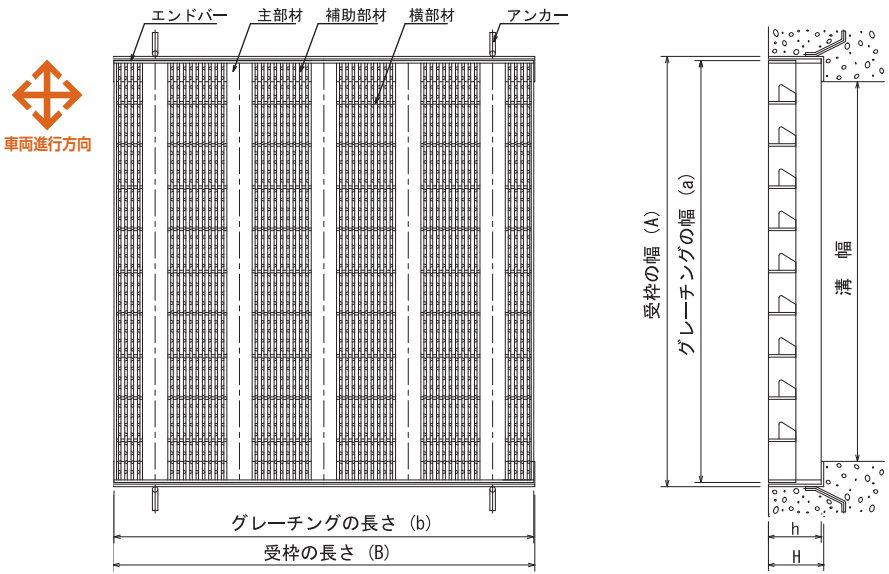 エンドバー
主部材
補助部材
横部材
アンカー
車両進行方向
受枠の幅 (A)
グレーチングの幅 (a)
溝 幅
グレーチングの長さ (b)
受枠の長さ (B)
h
H